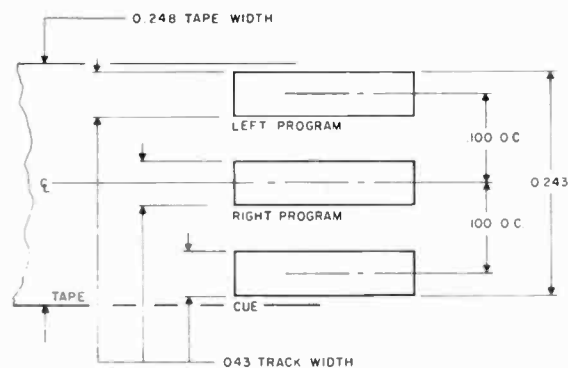 0.248 TAPE WIDTH
LEFT PROGRAM
.100 O.C.
℄
0.243
RIGHT PROGRAM
.100 O.C.
TAPE
CUE
.043 TRACK WIDTH